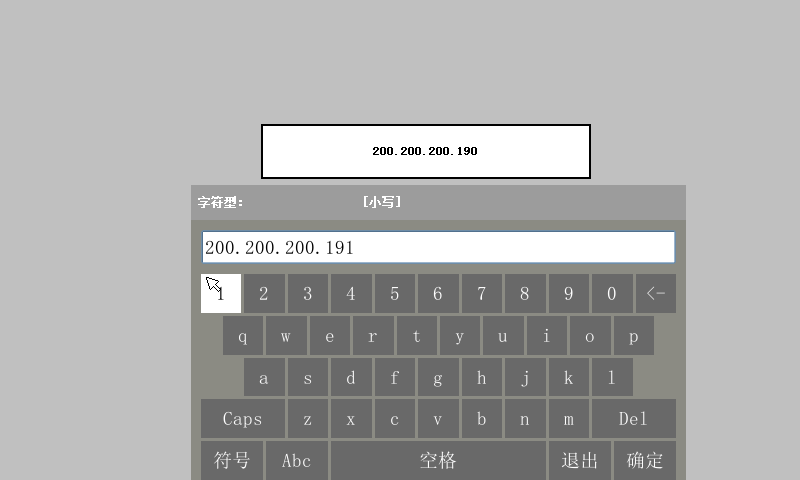 200.200.200.190
字符型: [小写]
200.200.200.191
1 2 3 4 5 6 7 8 9 0 <-
q w e r t y u i o p
a s d f g h j k l
Caps z x c v b n m Del
符号 Abc 空格 退出 确定